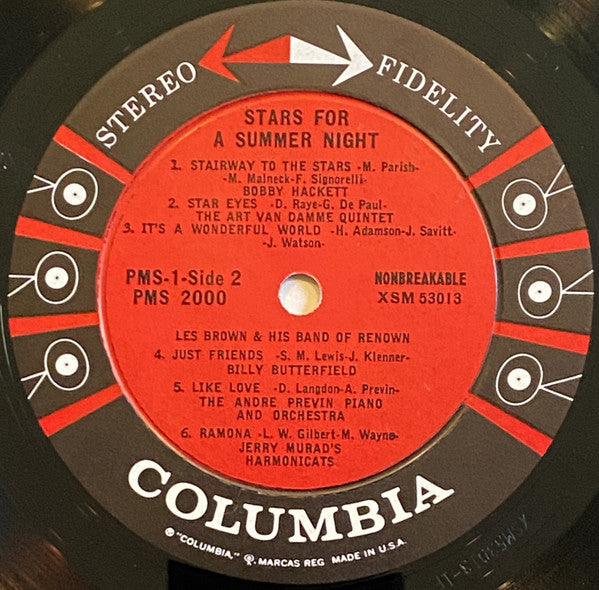 STEREO FIDELITY
STARS FOR
A SUMMER NIGHT
1. STAIRWAY TO THE STARS -M. Parish-
-M. Malneck-F. Signorelli-
BOBBY HACKETT
2. STAR EYES -D. Raye-G. De Paul-
THE ART VAN DAMME QUINTET
3. IT'S A WONDERFUL WORLD -H. Adamson-J. Savitt-
-J. Watson-
PMS-1-Side 2
PMS 2000
NONBREAKABLE
XSM 53013
LES BROWN & HIS BAND OF RENOWN
4. JUST FRIENDS -S. M. Lewis-J. Klenner-
BILLY BUTTERFIELD
5. LIKE LOVE -D. Langdon-A. Previn-
THE ANDRE PREVIN PIANO
AND ORCHESTRA
6. RAMONA -L. W. Gilbert-M. Wayne-
JERRY MURAD'S
HARMONICATS
COLUMBIA
® "COLUMBIA," ®, MARCAS REG MADE IN U.S.A.